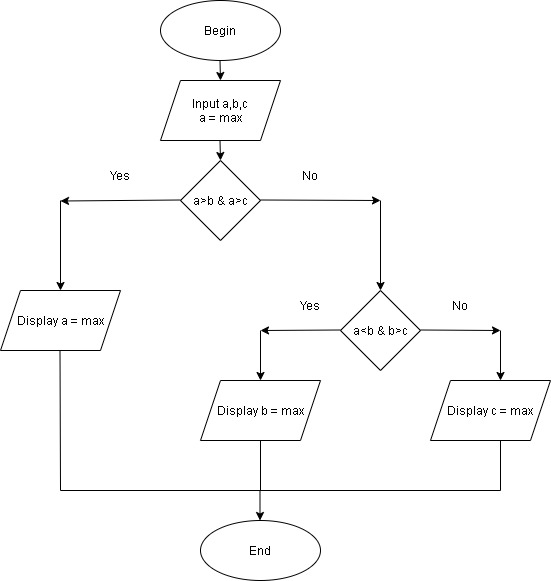 Begin
Input a,b,c
a = max
Yes
No
a>b & a>c
Display a = max
Yes
No
a<b & b>c
Display b = max
Display c = max
End